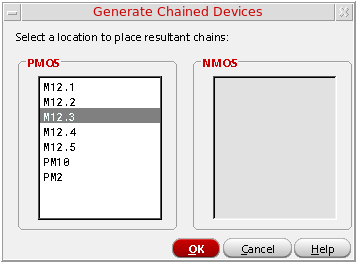 Generate Chained Devices
Select a location to place resultant chains:
PMOS
NMOS
M12.1
M12.2
M12.3
M12.4
M12.5
PM10
PM2
OK
Cancel
Help